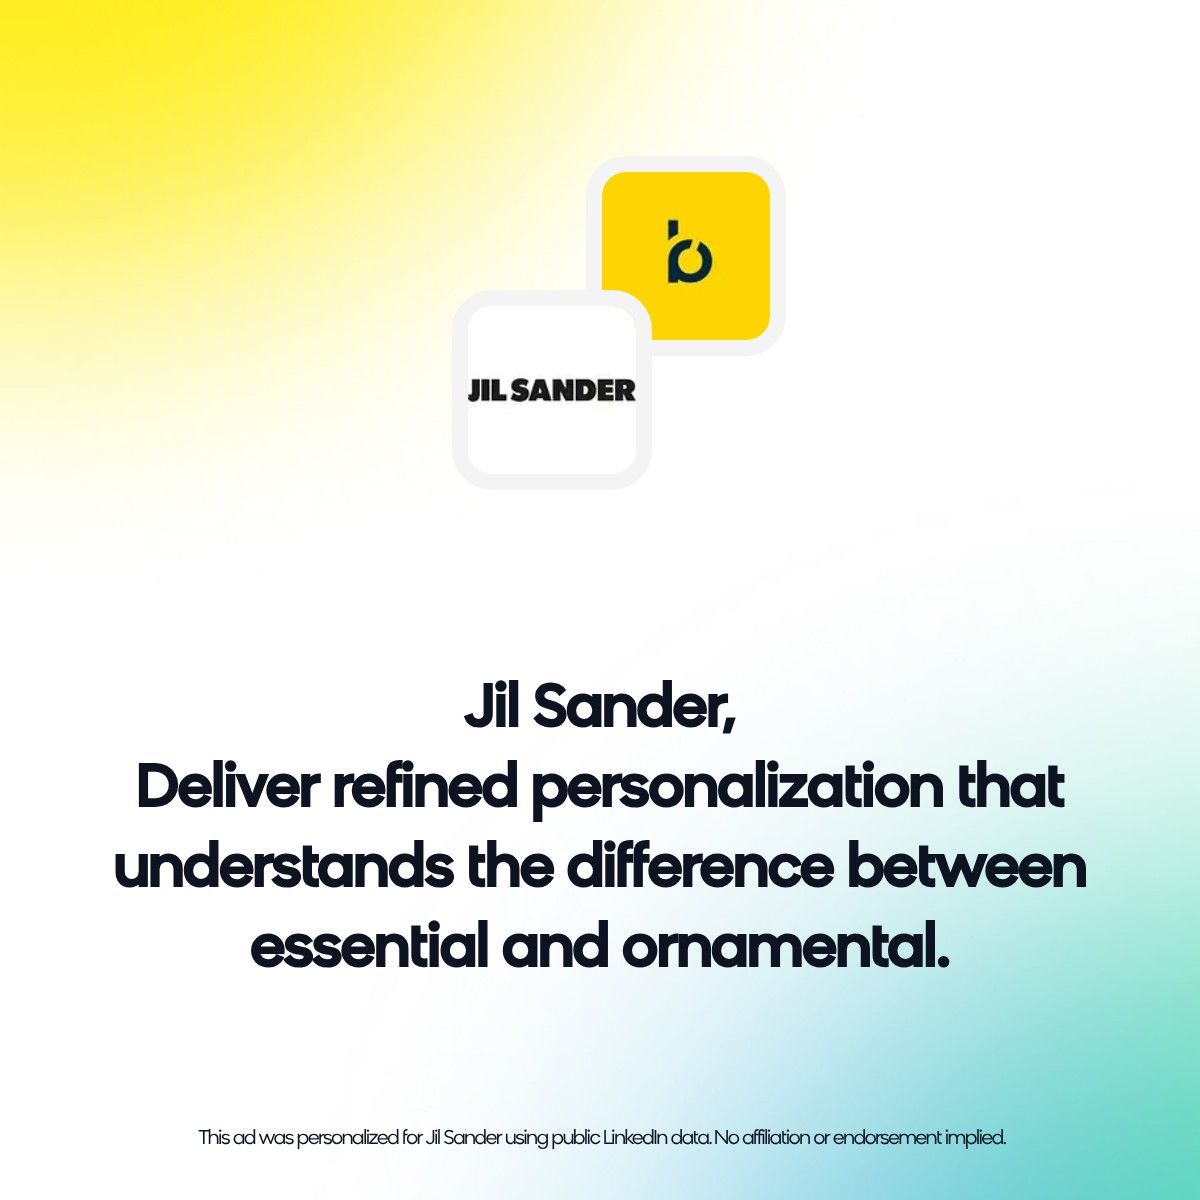 b
JIL SANDER
Jil Sander,
Deliver refined personalization that
understands the difference between
essential and ornamental.
This ad was personalized for Jil Sander using public LinkedIn data. No affiliation or endorsement implied.